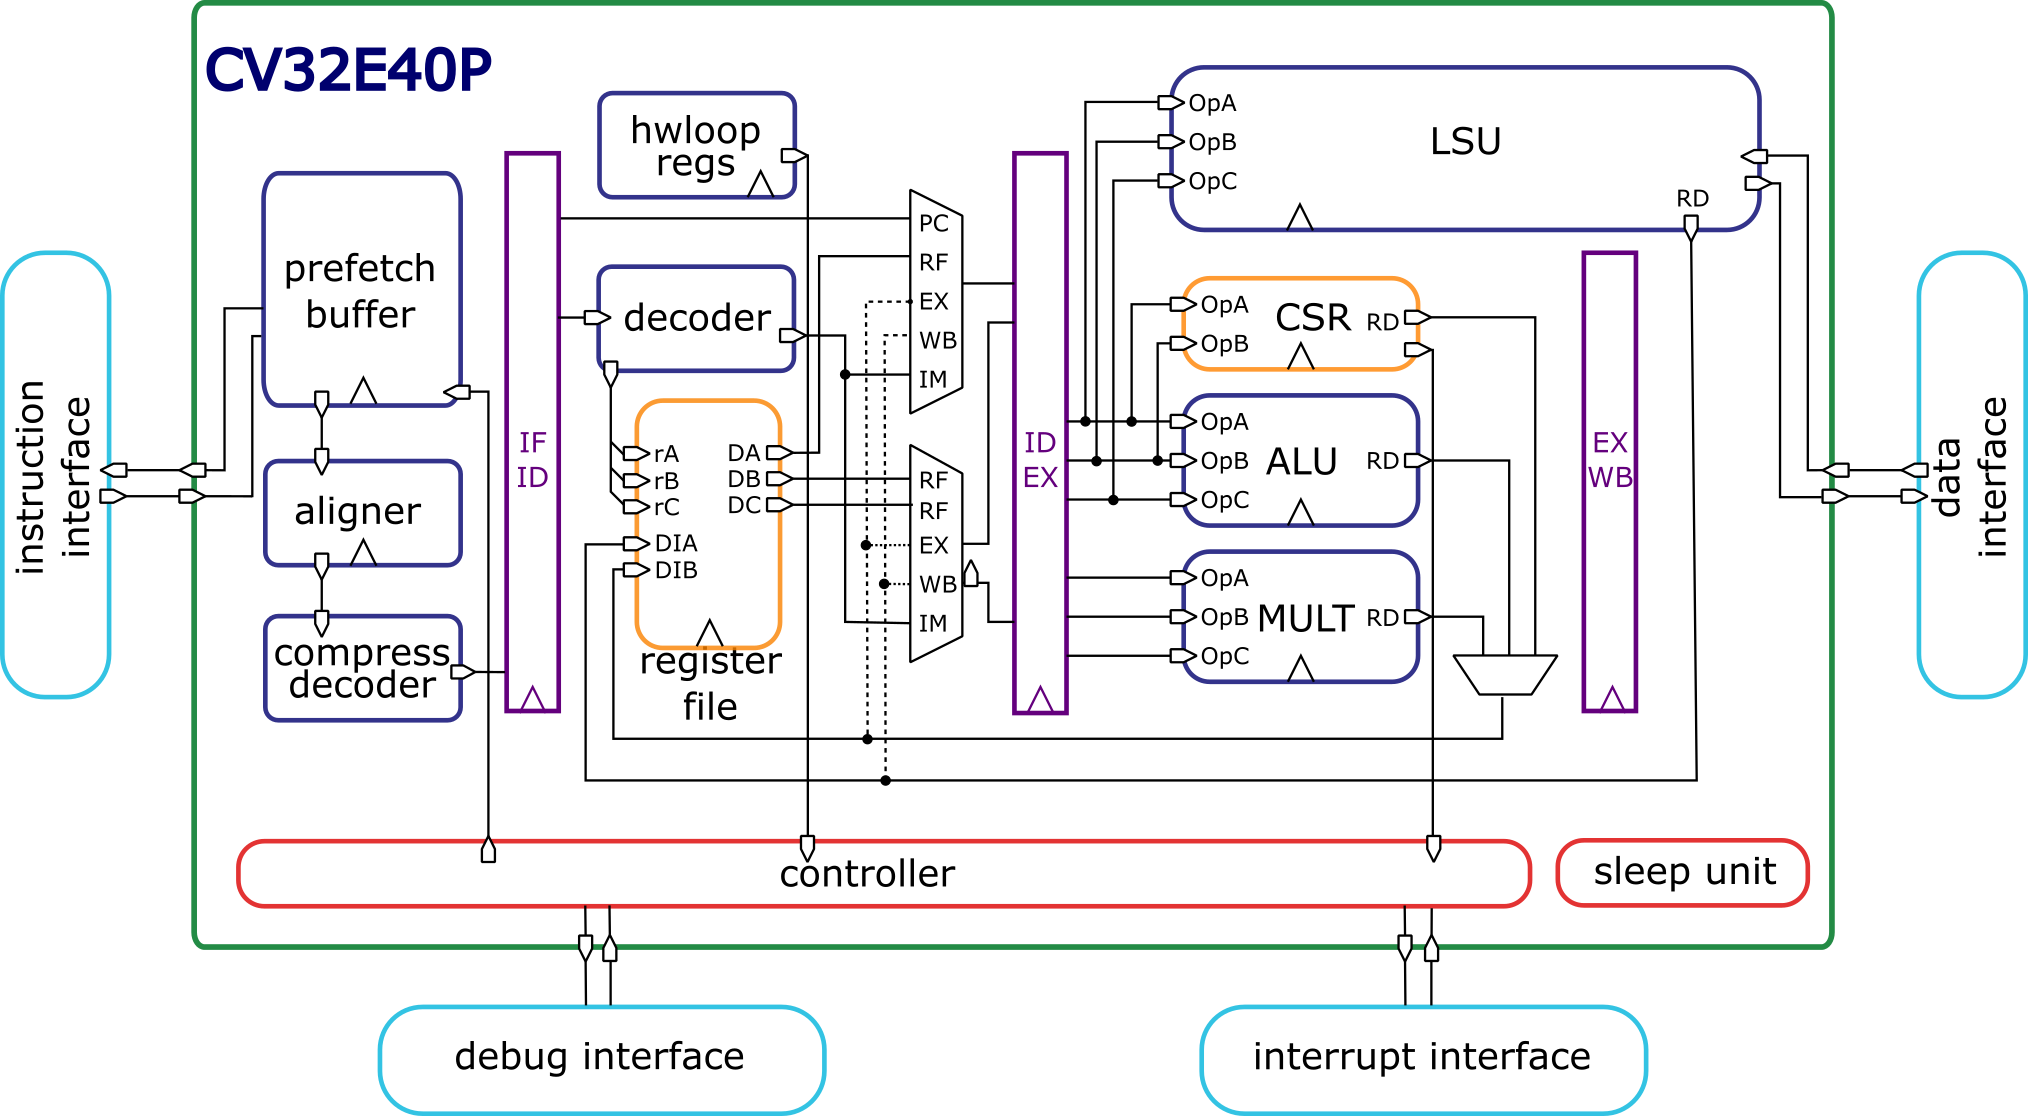 CV32E40P
instruction
interface
prefetch
buffer
aligner
compress
decoder
IF
ID
hwloop
regs
decoder
rA
rB
rC
DIA
DIB
DA
DB
DC
register
file
PC
RF
EX
WB
IM
RF
RF
EX
WB
IM
ID
EX
OpA
OpB
OpC
LSU
RD
OpA
OpB
CSR
RD
OpA
OpB
OpC
ALU
RD
OpA
OpB
OpC
MULT
RD
EX
WB
data
interface
controller
sleep unit
debug interface
interrupt interface